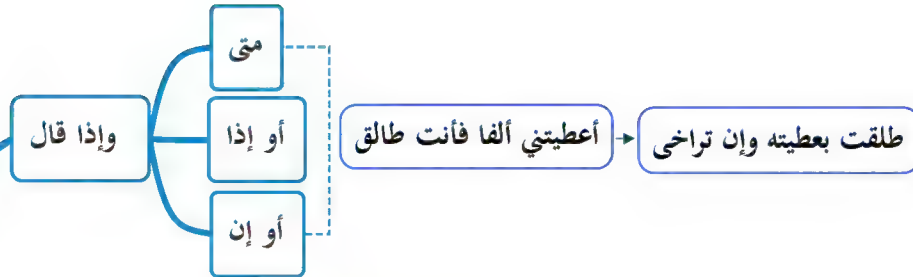 وإذا قال
متى
أو إذا
أو إن
أعطيتني ألفا فأنت طالق
طلقت بعطيته وإن تراخى